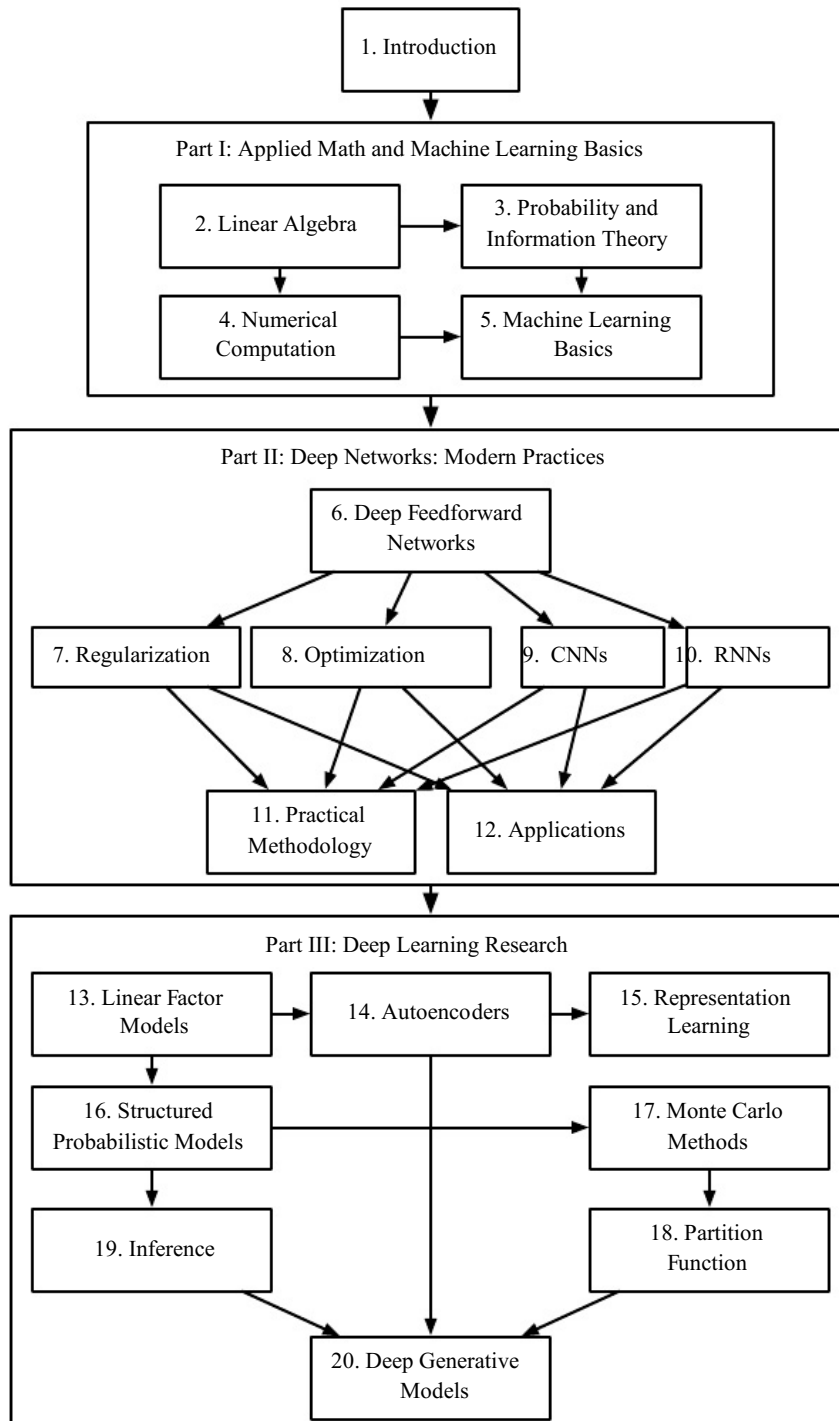 1. Introduction
Part I: Applied Math and Machine Learning Basics
2. Linear Algebra
3. Probability and
Information Theory
4. Numerical
Computation
5. Machine Learning
Basics
Part II: Deep Networks: Modern Practices
6. Deep Feedforward
Networks
7. Regularization
8. Optimization
9. CNNs
10. RNNs
11. Practical
Methodology
12. Applications
Part III: Deep Learning Research
13. Linear Factor
Models
14. Autoencoders
15. Representation
Learning
16. Structured
Probabilistic Models
17. Monte Carlo
Methods
19. Inference
18. Partition
Function
20. Deep Generative
Models